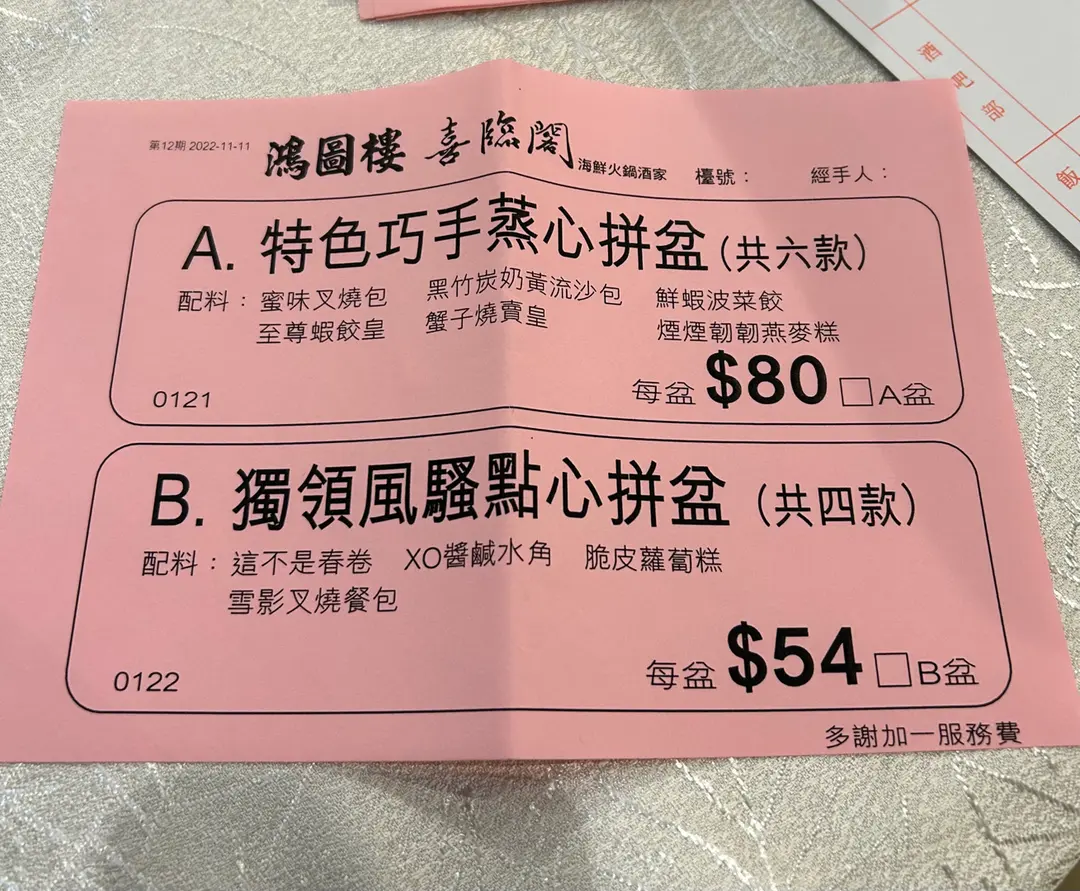 第12期 2022-11-11 鴻圖樓 喜臨閣 海鮮火鍋酒家 檯號： 經手人：
A. 特色巧手蒸心拼盆（共六款）
配料：蜜味叉燒包 黑竹炭奶黃流沙包 鮮蝦波菜餃
至尊蝦餃皇 蟹子燒賣皇 煙煙韌韌燕麥糕
0121 每盆 $80 □A盆
B. 獨領風騷點心拼盆（共四款）
配料：這不是春卷 XO醬鹹水角 脆皮蘿蔔糕
雪影叉燒餐包
0122 每盆 $54 □B盆
多謝加一服務費
酒吧部
飯